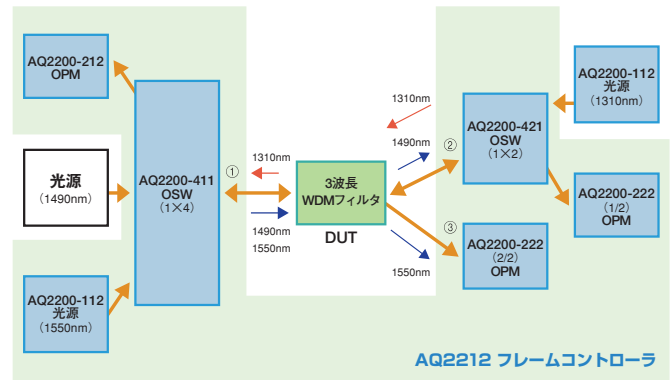 AQ2200-212
OPM
光源
(1490nm)
AQ2200-112
光源
(1550nm)
AQ2200-411
OSW
(1×4)
①
1310nm
1490nm
1550nm
3波長
WDMフィルタ
DUT
1310nm
1490nm
②
③
1550nm
AQ2200-421
OSW
(1×2)
AQ2200-112
光源
(1310nm)
AQ2200-222
(1/2)
OPM
AQ2200-222
(2/2)
OPM
AQ2212 フレームコントローラ